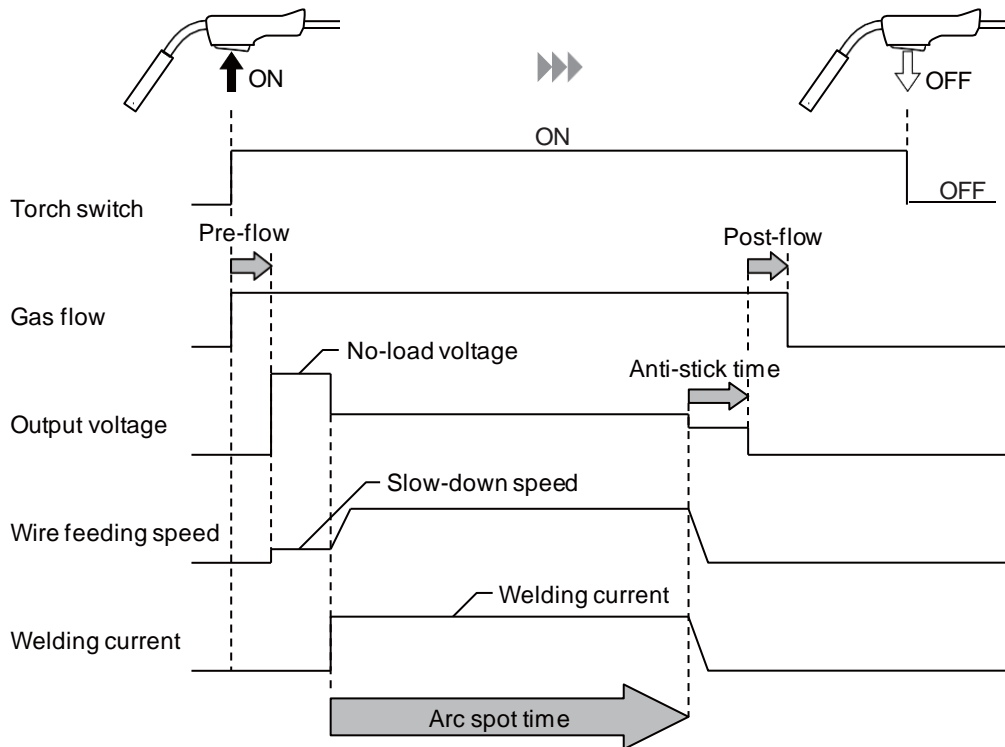 ON
OFF
ON
Torch switch
OFF
Pre-flow
Post-flow
Gas flow
No-load voltage
Anti-stick time
Output voltage
Slow-down speed
Wire feeding speed
Welding current
Welding current
Arc spot time